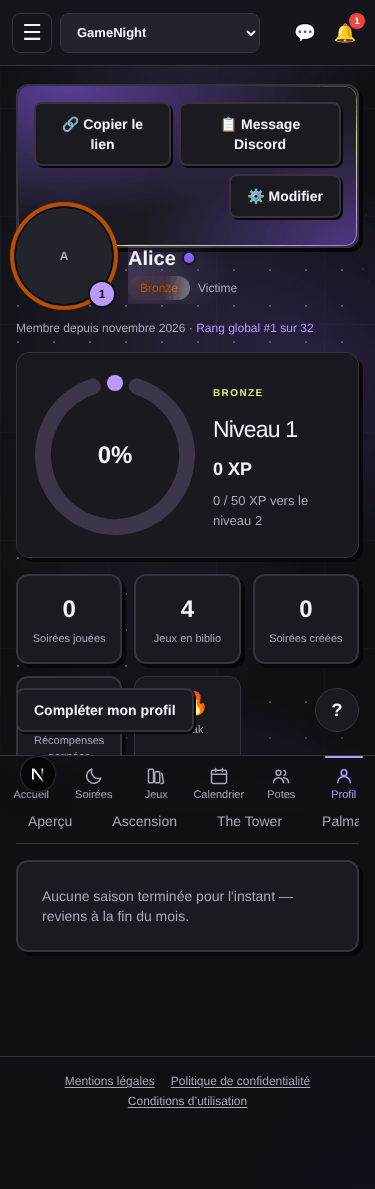 GameNight
1
Copier le
lien
Message
Discord
Modifier
A
1
Alice
Bronze Victime
Membre depuis novembre 2026 · Rang global #1 sur 32
0%
BRONZE
Niveau 1
0 XP
0 / 50 XP vers le
niveau 2
0
Soirées jouées
4
Jeux en biblio
0
Soirées créées
Compléter mon profil
?
Récompenses
N
Accueil
Soirées
Jeux
Calendrier
Potes
Profil
Aperçu Ascension The Tower Palma
Aucune saison terminée pour l'instant —
reviens à la fin du mois.
Mentions légales Politique de confidentialité
Conditions d'utilisation